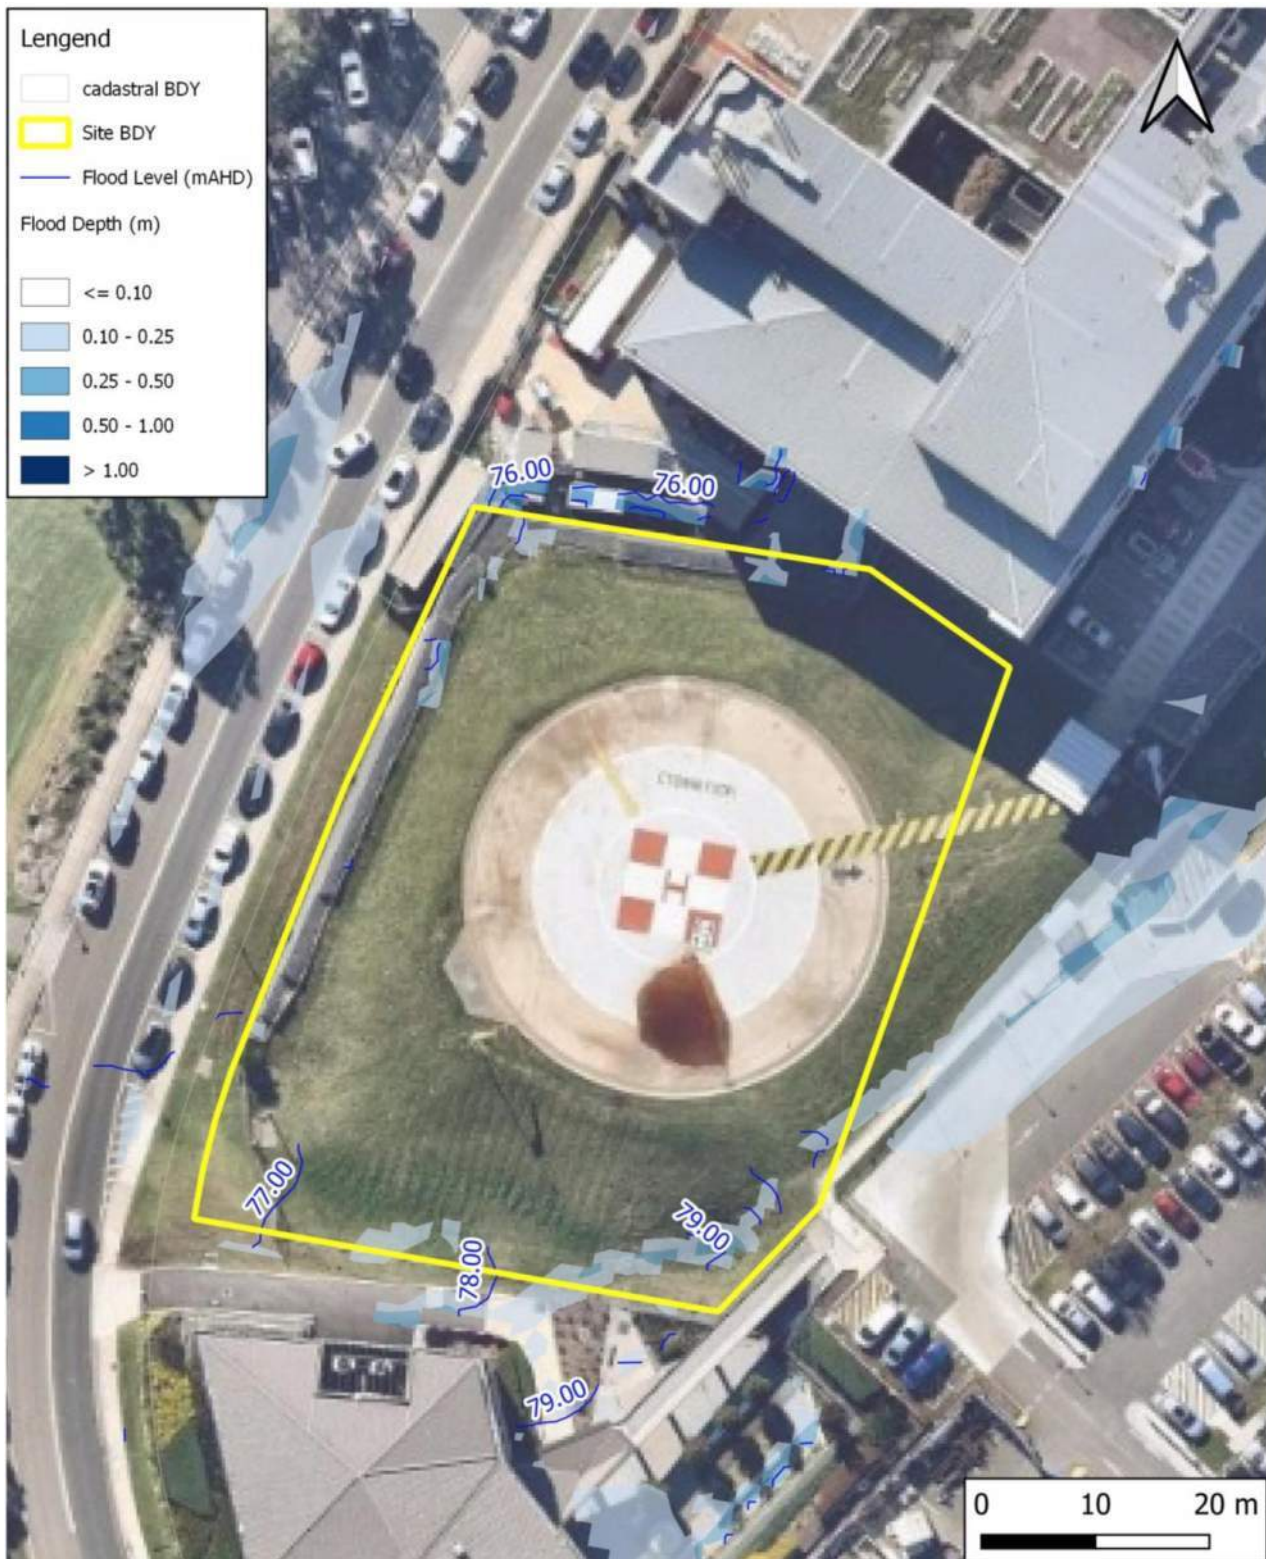 Lengend
cadastral BDY
Site BDY
Flood Level (mAHD)
Flood Depth (m)
<= 0.10
0.10 - 0.25
0.25 - 0.50
0.50 - 1.00
> 1.00
76.00
76.00
H
77.00
79.00
78.00
79.00
0 10 20 m